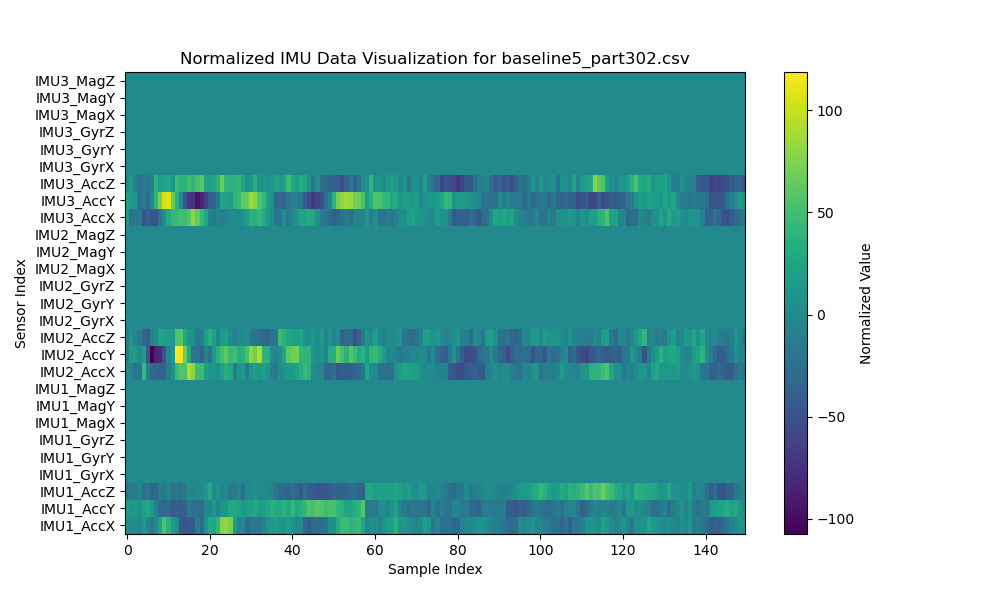 Normalized IMU Data Visualization for baseline5_part302.csv
IMU3_MagZ
IMU3_MagY
IMU3_MagX
IMU3_GyrZ
IMU3_GyrY
IMU3_GyrX
IMU3_AccZ
IMU3_AccY
IMU3_AccX
IMU2_MagZ
IMU2_MagY
IMU2_MagX
IMU2_GyrZ
IMU2_GyrY
IMU2_GyrX
IMU2_AccZ
IMU2_AccY
IMU2_AccX
IMU1_MagZ
IMU1_MagY
IMU1_MagX
IMU1_GyrZ
IMU1_GyrY
IMU1_GyrX
IMU1_AccZ
IMU1_AccY
IMU1_AccX
Sensor Index
0 20 40 60 80 100 120 140
Sample Index
100
50
0
−50
−100
Normalized Value